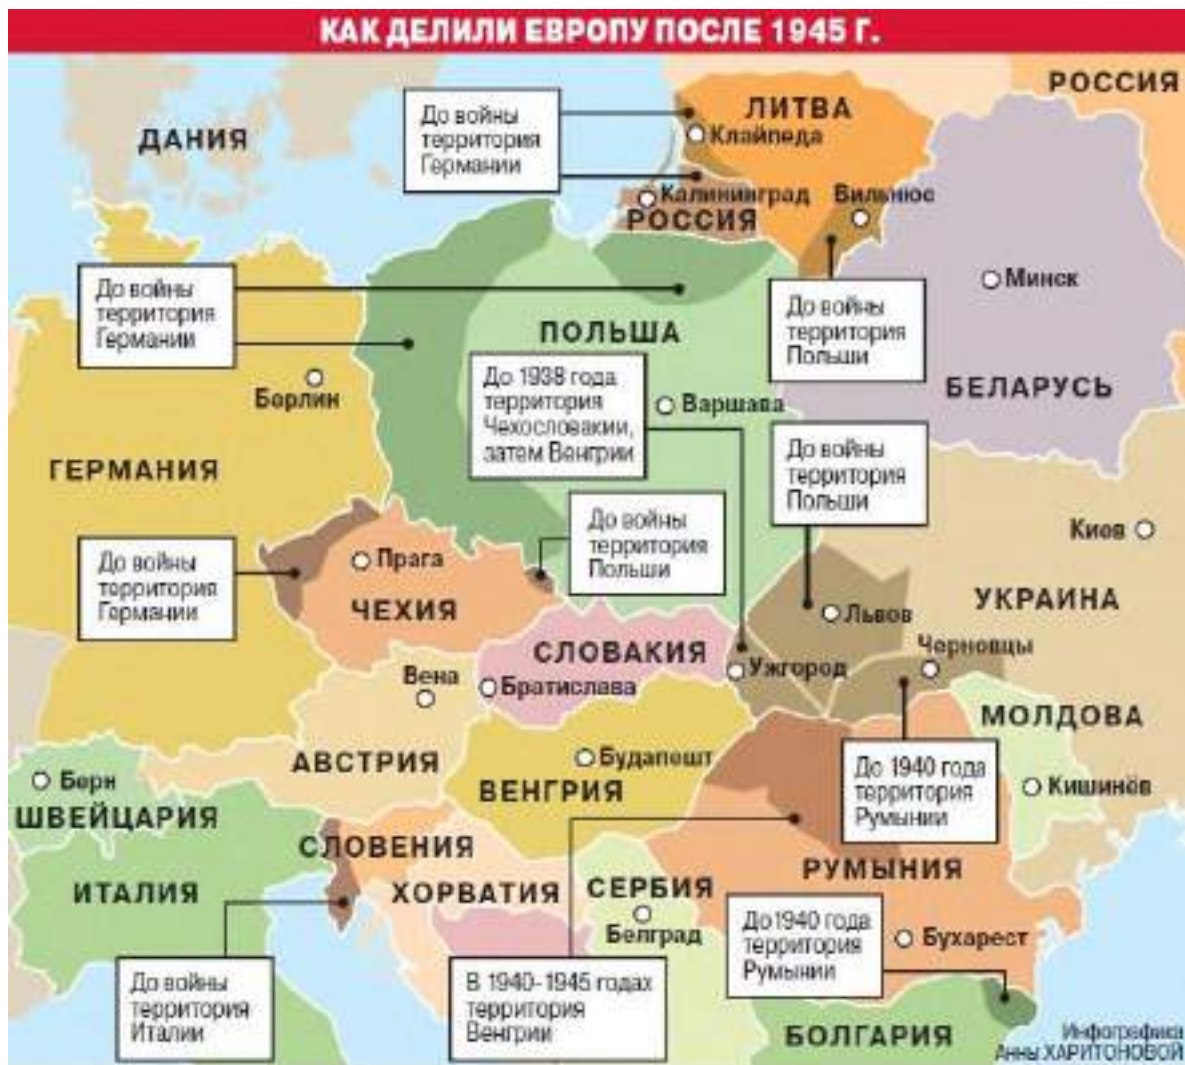 КАК ДЕЛИЛИ ЕВРОПУ ПОСЛЕ 1945 Г.
РОССИЯ
ДАНИЯ
До войны
территория
Германии
ЛИТВА
Клайпеда
Калининград
РОССИЯ
Вильнюс
Минск
До войны
территория
Германии
ПОЛЬША
До войны
территория
Польши
БЕЛАРУСЬ
Берлин
До 1938 года
территория
Чехословакии,
затем Венгрии
Варшава
ГЕРМАНИЯ
До войны
территория
Польши
До войны
территория
Польши
Киев
До войны
территория
Германии
Прага
ЧЕХИЯ
УКРАИНА
Львов
СЛОВАКИЯ
Черновцы
Ужгород
Вена
Братислава
МОЛДОВА
АВСТРИЯ
Будапешт
ВЕНГРИЯ
До 1940 года
территория
Румынии
Кишинёв
Берн
ШВЕЙЦАРИЯ
СЛОВЕНИЯ
РУМЫНИЯ
ИТАЛИЯ
ХОРВАТИЯ
СЕРБИЯ
Белград
До 1940 года
территория
Румынии
Бухарест
До войны
территория
Италии
В 1940-1945 годах
территория
Венгрии
БОЛГАРИЯ
Инфографика
Анны ХАРИТОНОВОЙ